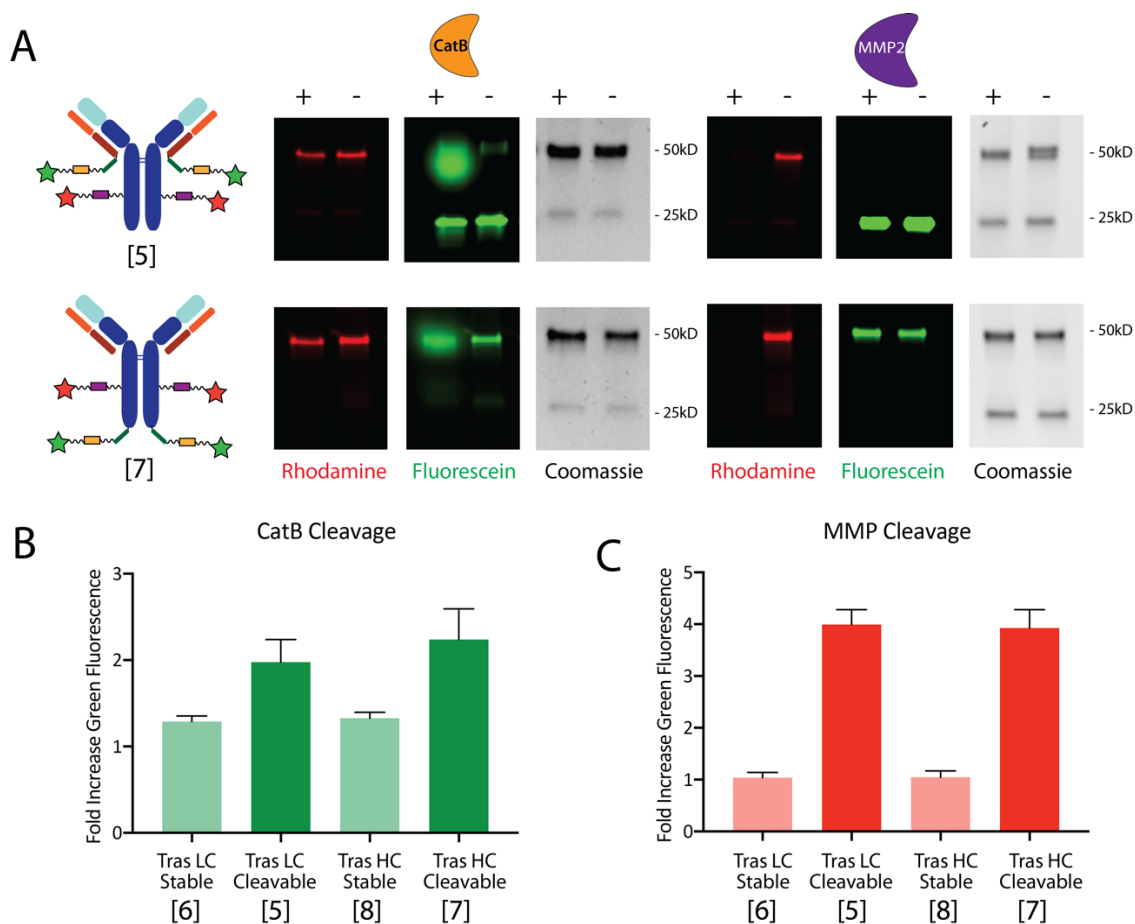 A
CatB
MMP2
+ - + - + - + - + - + -
- 50kD
- 25kD
- 50kD
- 25kD
[5]
- 50kD
- 25kD
- 50kD
- 25kD
[7]
Rhodamine Fluorescein Coomassie Rhodamine Fluorescein Coomassie
B
CatB Cleavage
Fold Increase Green Fluorescence
3
2
1
0
Tras LC Stable
[6]
Tras LC Cleavable
[5]
Tras HC Stable
[8]
Tras HC Cleavable
[7]
C
MMP Cleavage
Fold Increase Green Fluorescence
5
4
3
2
1
0
Tras LC Stable
[6]
Tras LC Cleavable
[5]
Tras HC Stable
[8]
Tras HC Cleavable
[7]